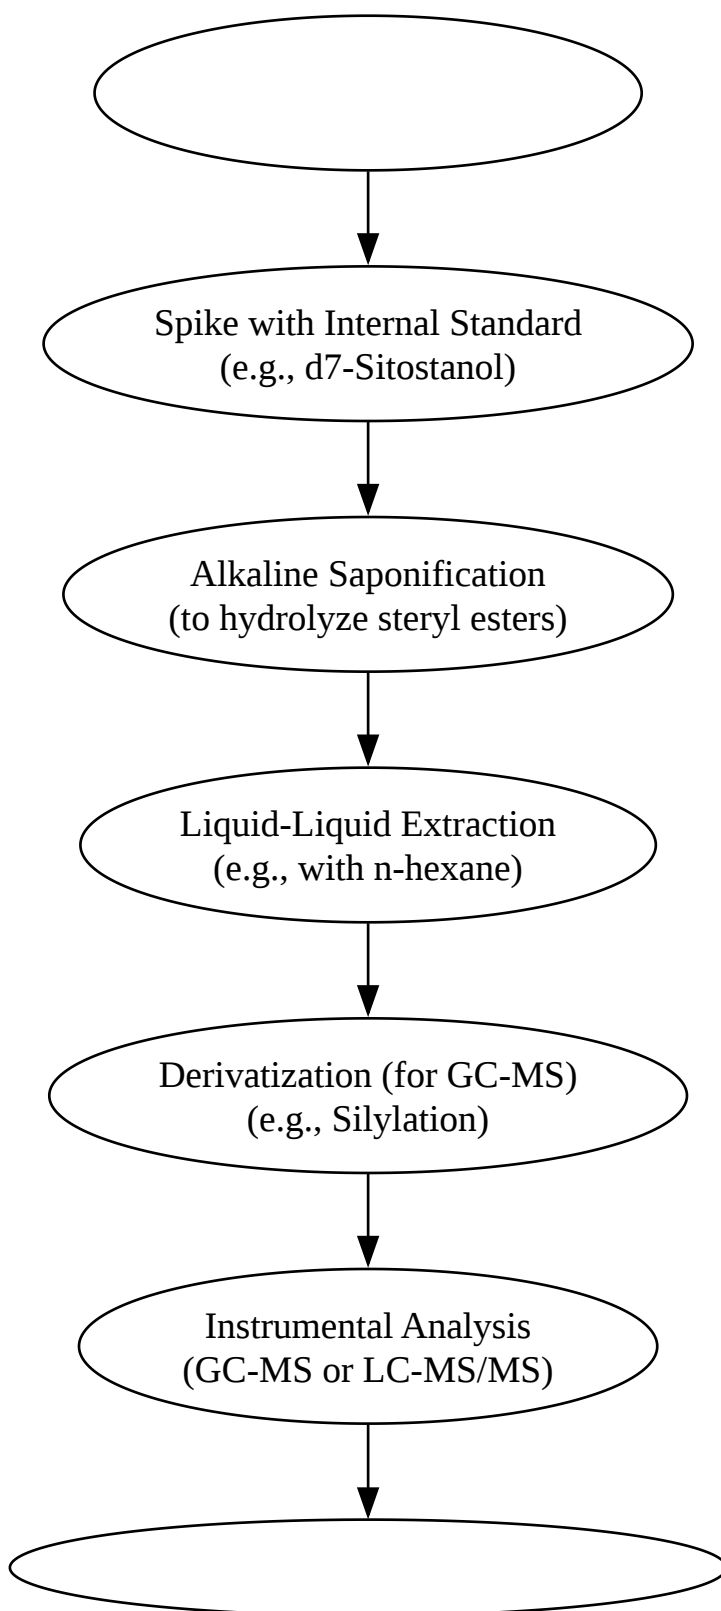 Spike with Internal Standard
(e.g., d7-Sitostanol)
Alkaline Saponification
(to hydrolyze steryl esters)
Liquid-Liquid Extraction
(e.g., with n-hexane)
Derivatization (for GC-MS)
(e.g., Silylation)
Instrumental Analysis
(GC-MS or LC-MS/MS)